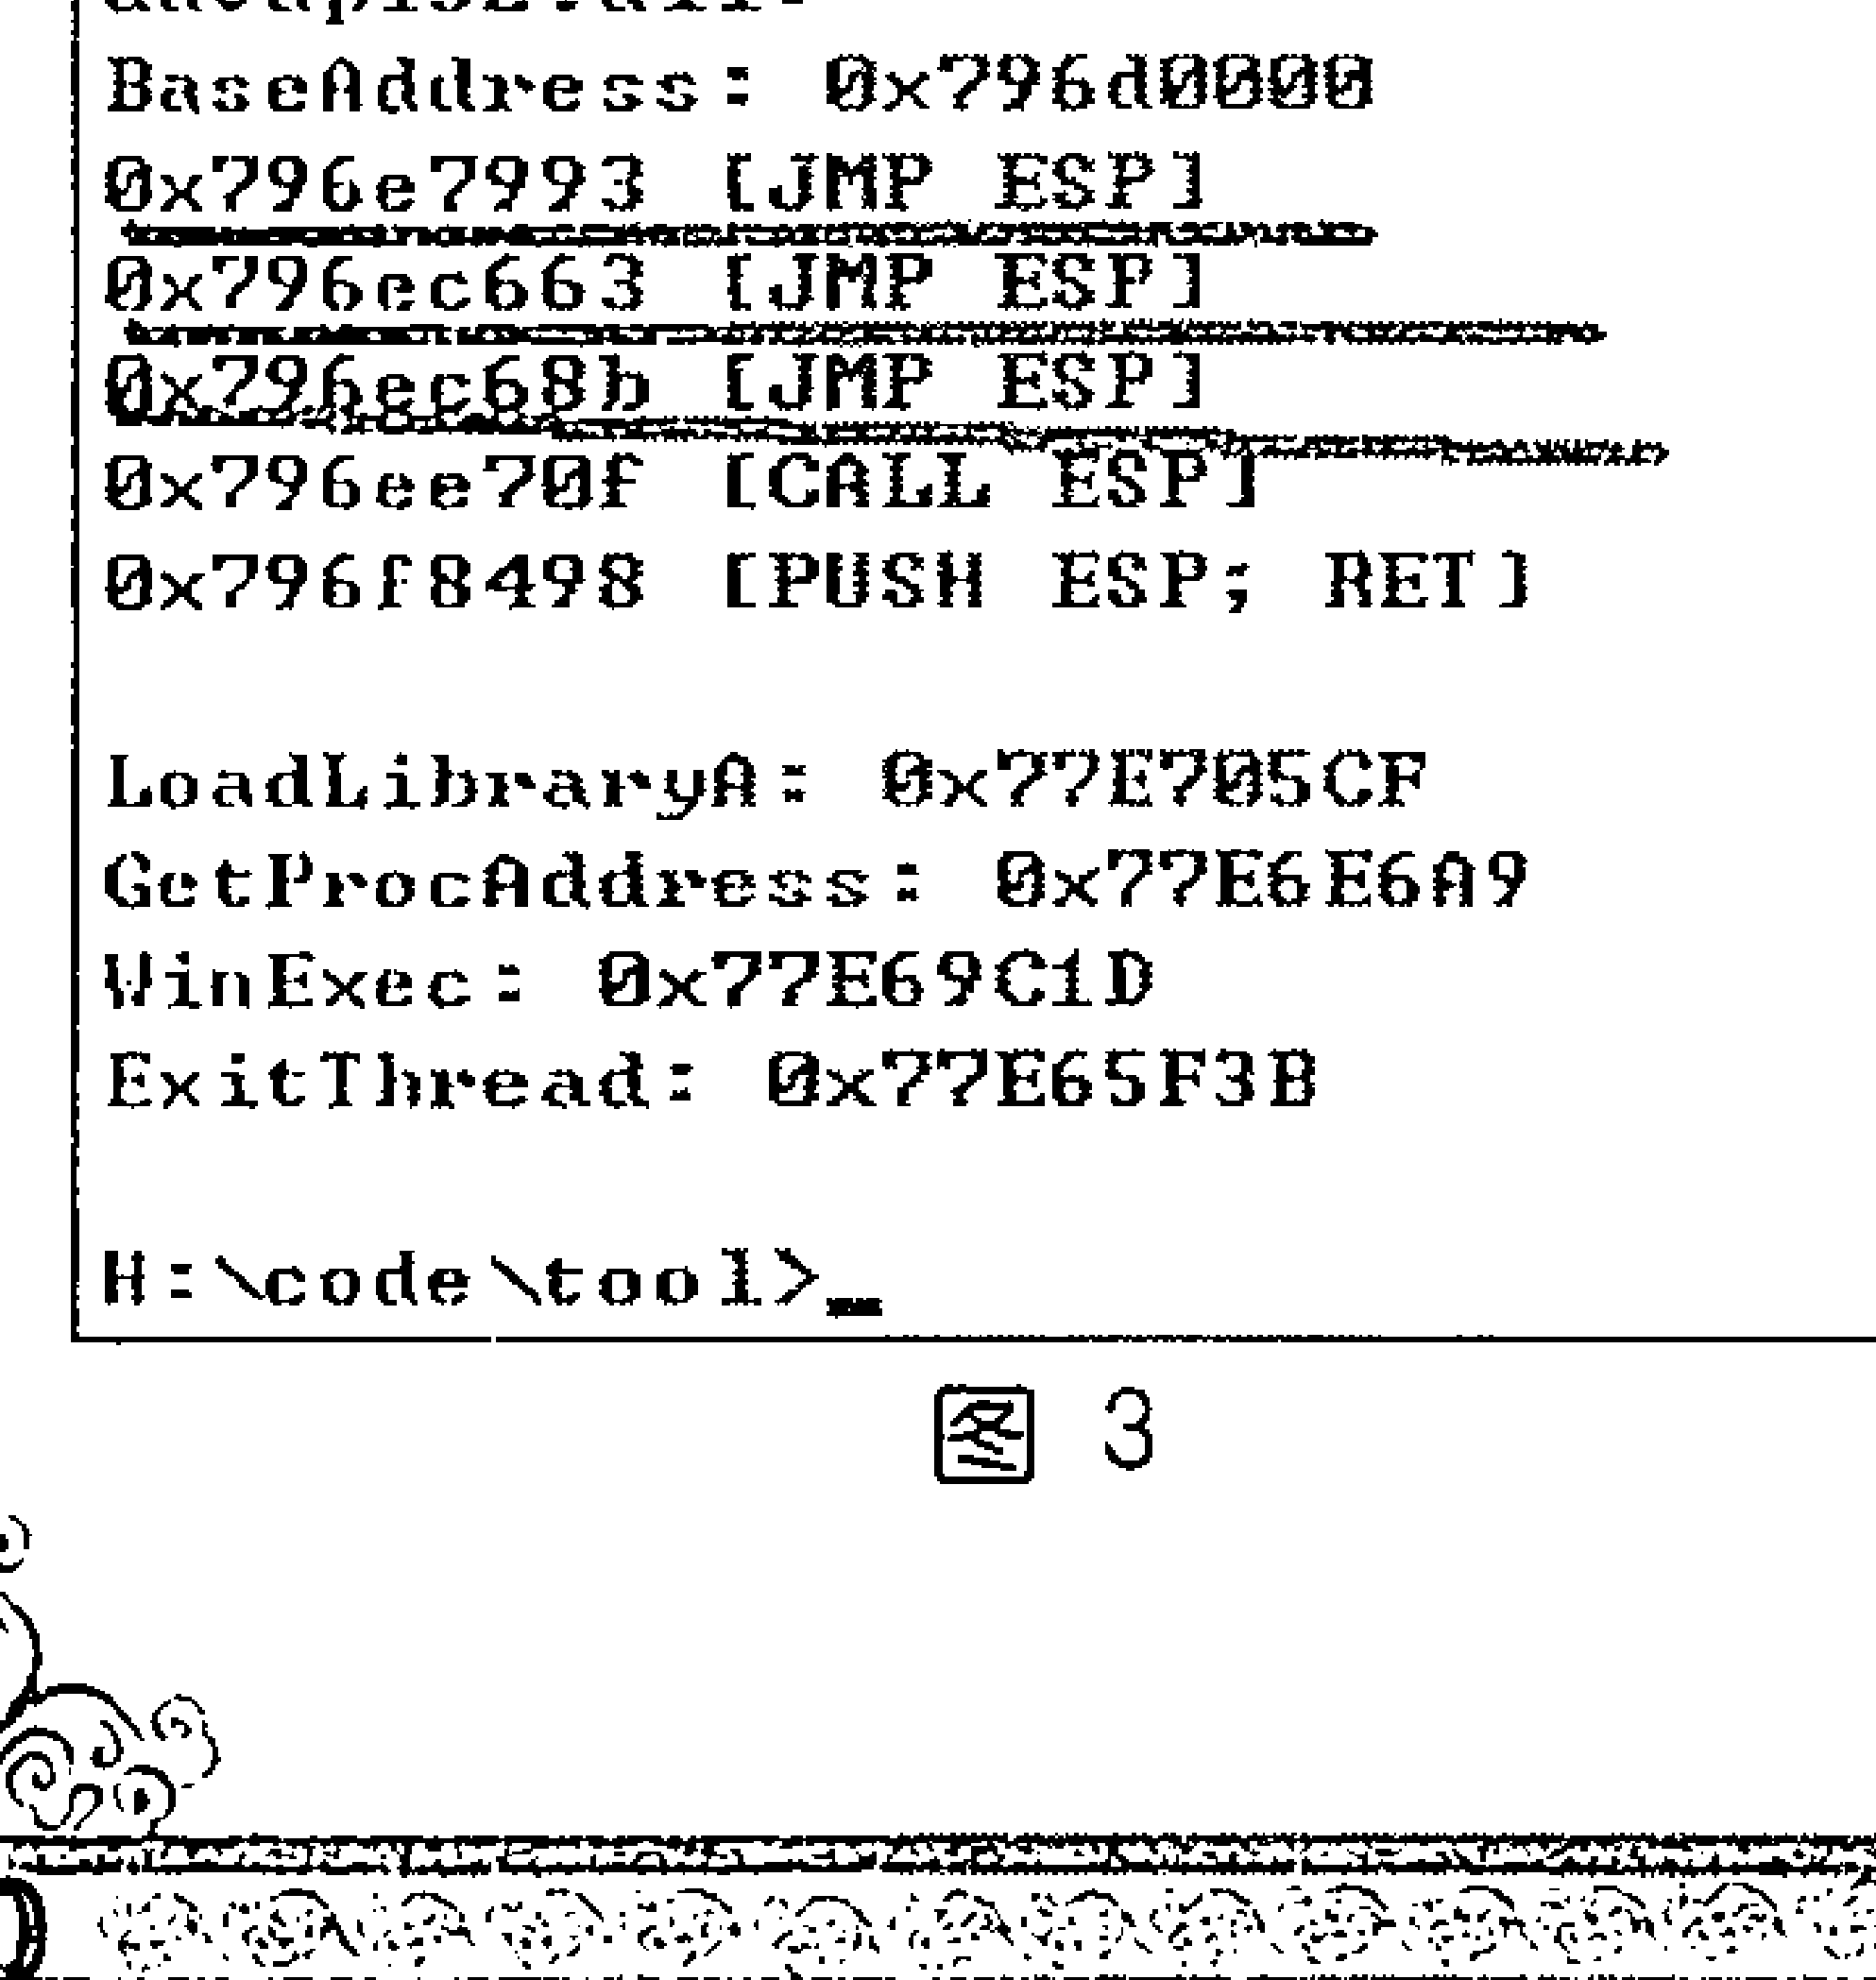 BaseAddress: 0x796d0000
0x796e7993 [JMP ESP]
0x796ec663 [JMP ESP]
0x796ec68b [JMP ESP]
0x796ee70f [CALL ESP]
0x796f8498 [PUSH ESP; RET]
LoadLibraryA: 0x77E705CF
GetProcAddress: 0x77E6E6A9
WinExec: 0x77E69C1D
ExitThread: 0x77E65F3B
H:\code\tool>_
图 3